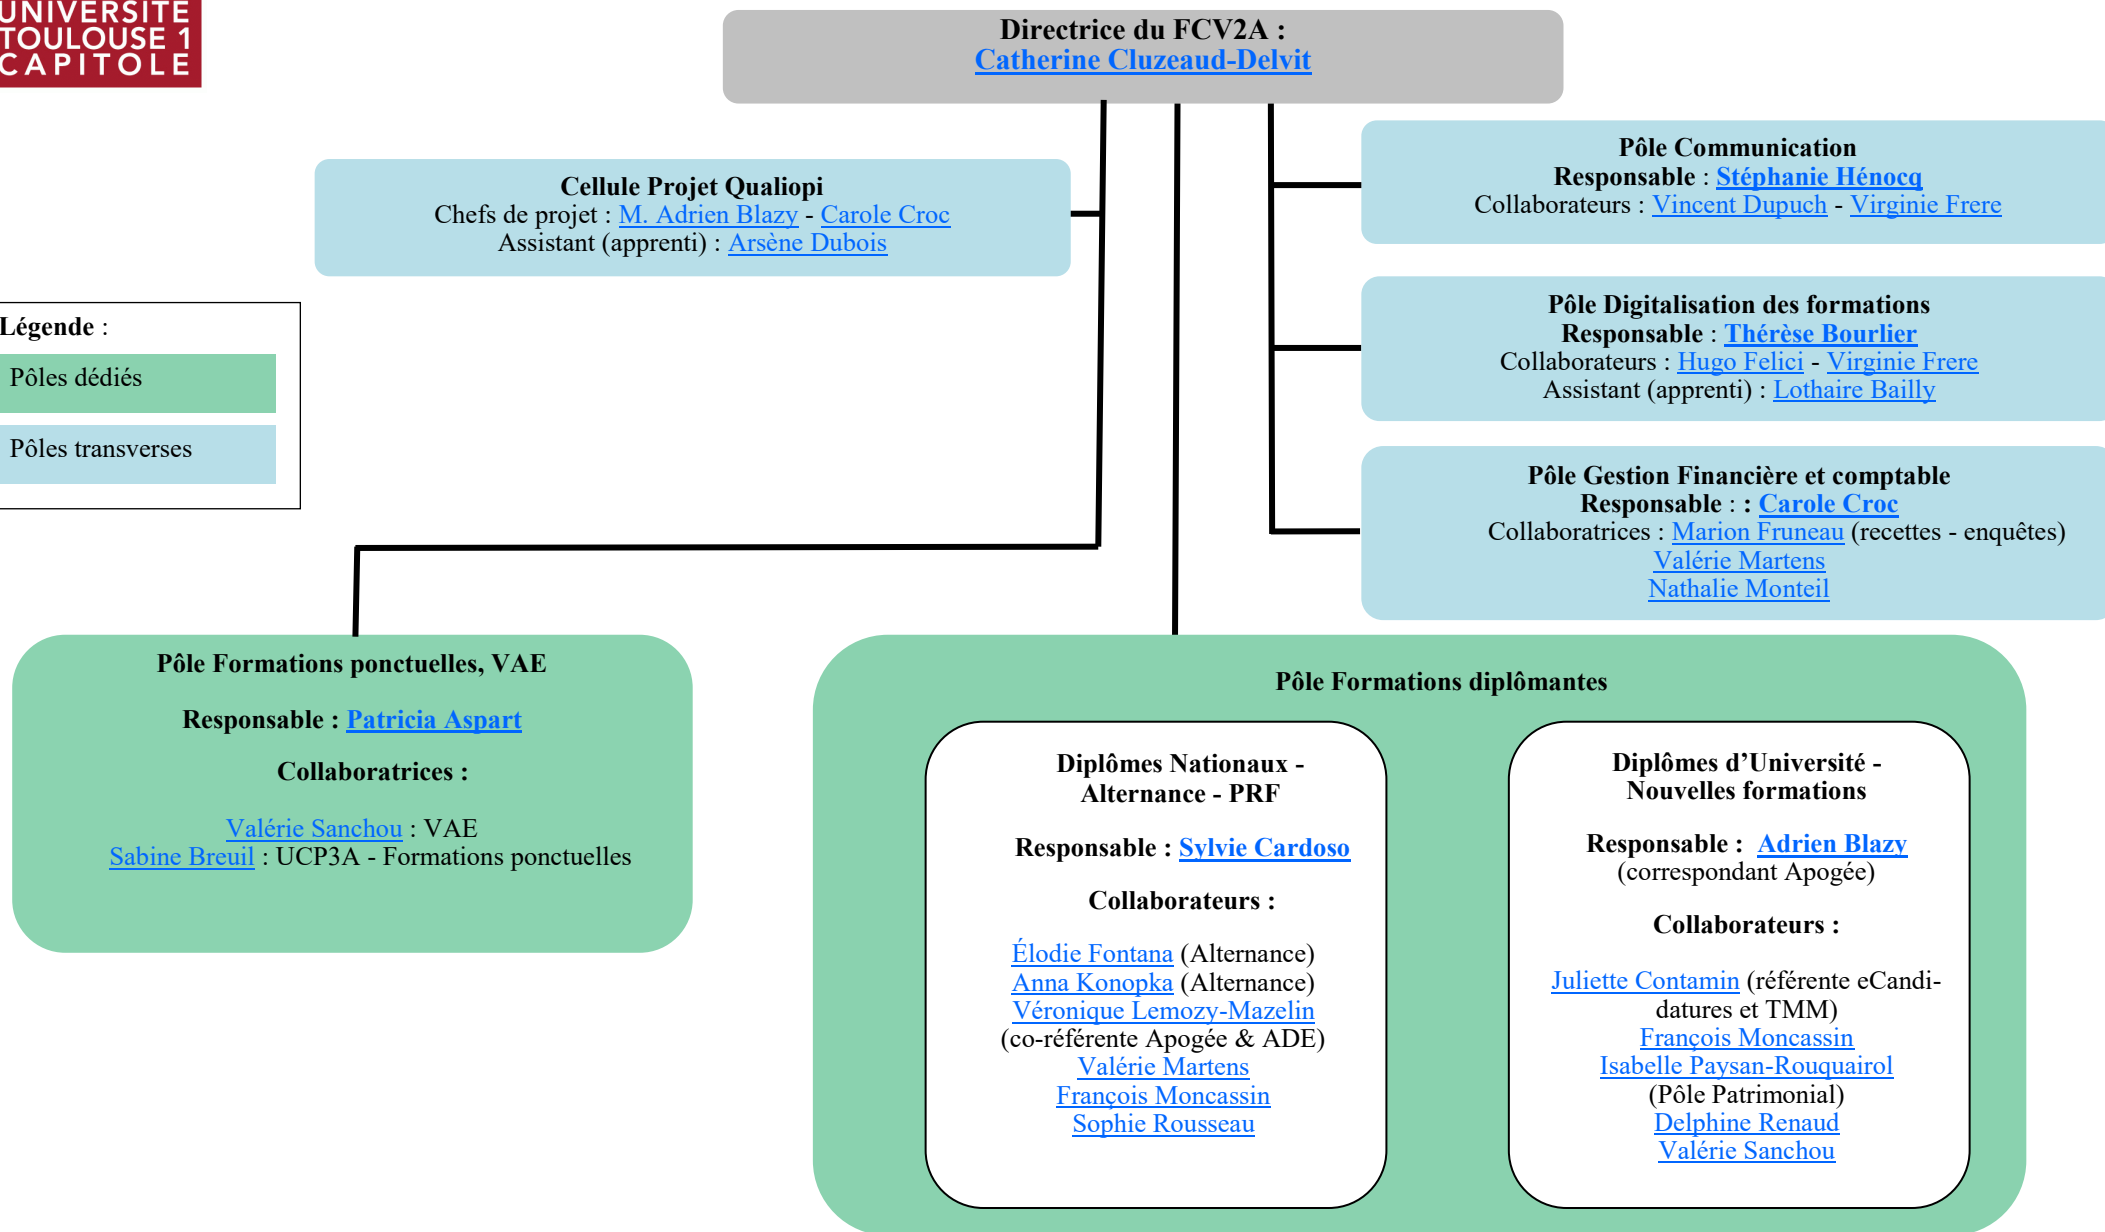 UNIVERSITÉ
TOULOUSE 1
CAPITOLE
Directrice du FCV2A :
Catherine Cluzeaud-Delvit
Cellule Projet Qualiopi
Chefs de projet : M. Adrien Blazy - Carole Croc
Assistant (apprenti) : Arsène Dubois
Pôle Communication
Responsable : Stéphanie Hénocq
Collaborateurs : Vincent Dupuch - Virginie Frere
Légende :
Pôles dédiés
Pôles transverses
Pôle Digitalisation des formations
Responsable : Thérèse Bourlier
Collaborateurs : Hugo Felici - Virginie Frere
Assistant (apprenti) : Lothaire Bailly
Pôle Gestion Financière et comptable
Responsable : : Carole Croc
Collaboratrices : Marion Fruneau (recettes - enquêtes)
Valérie Martens
Nathalie Monteil
Pôle Formations ponctuelles, VAE
Responsable : Patricia Aspart
Collaboratrices :
Valérie Sanchou : VAE
Sabine Breuil : UCP3A - Formations ponctuelles
Pôle Formations diplômantes
Diplômes Nationaux -
Alternance - PRF
Responsable : Sylvie Cardoso
Collaborateurs :
Élodie Fontana (Alternance)
Anna Konopka (Alternance)
Véronique Lemozy-Mazelin
(co-référente Apogée & ADE)
Valérie Martens
François Moncassin
Sophie Rousseau
Diplômes d’Université -
Nouvelles formations
Responsable : Adrien Blazy
(correspondant Apogée)
Collaborateurs :
Juliette Contamin (référente eCandi-
datures et TMM)
François Moncassin
Isabelle Paysan-Rouquairol
(Pôle Patrimonial)
Delphine Renaud
Valérie Sanchou